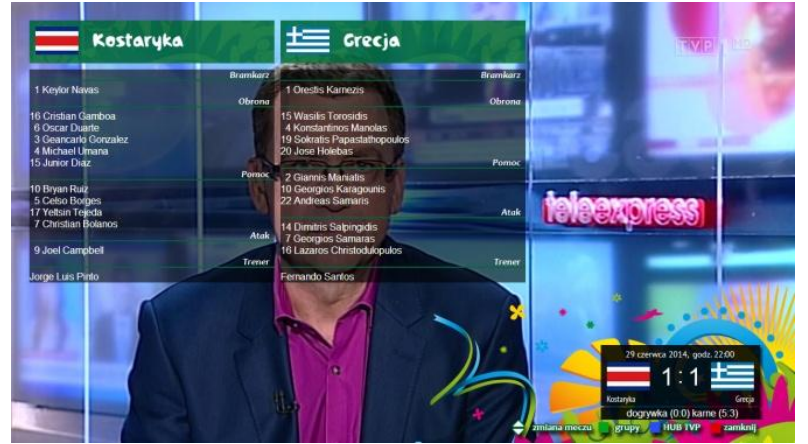 Kostaryka
Bramkarz
1 Keylor Navas
Obrona
16 Cristian Gamboa
6 Oscar Duarte
3 Geancarlo Gonzalez
4 Michael Umana
15 Junior Diaz
Pomoc
10 Bryan Ruiz
5 Celso Borges
17 Yeltsin Tejeda
7 Christian Bolanos
Atak
9 Joel Campbell
Trener
Jorge Luis Pinto
Grecja
Bramkarz
1 Orestis Karnezis
Obrona
15 Wasilis Torosidis
4 Konstantinos Manolas
19 Sokratis Papastathopoulos
20 Jose Holebas
Pomoc
2 Giannis Maniatis
10 Georgios Karagounis
22 Andreas Samaris
Atak
14 Dimitris Salpingidis
7 Georgios Samaras
16 Lazaros Christodulopulos
Trener
Fernando Santos
TVP
teleexpress
29 czerwca 2014, godz. 22:00
1:1
Kostaryka Grecja
dogrywka (0:0) karne (5:3)
zmiana meczu grupy HUB TVP zamknij